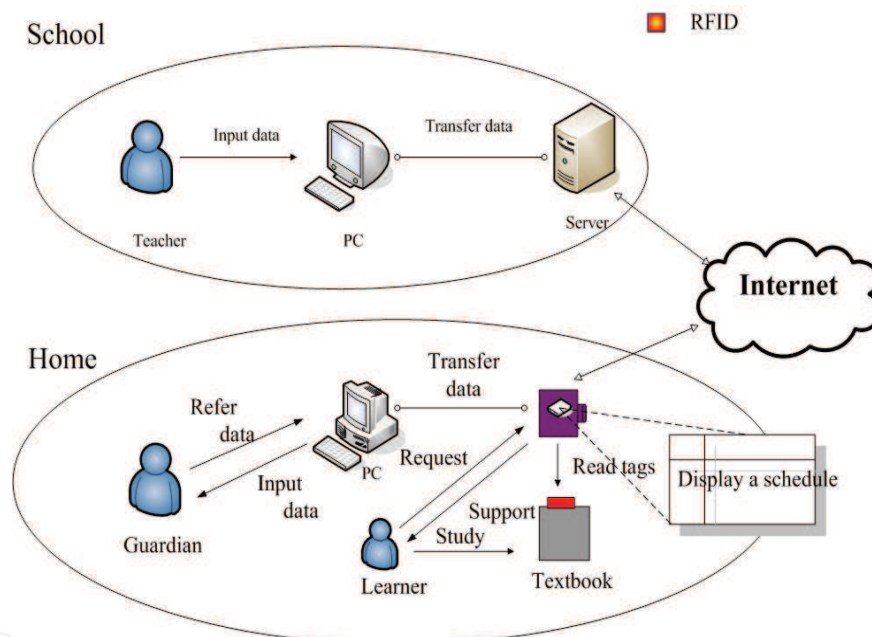 School
RFID
Input data
Transfer data
Teacher
PC
Server
Internet
Home
Transfer
data
Refer
data
PC
Request
Read tags
Display a schedule
Input
data
Support
Guardian
Study
Learner
Textbook